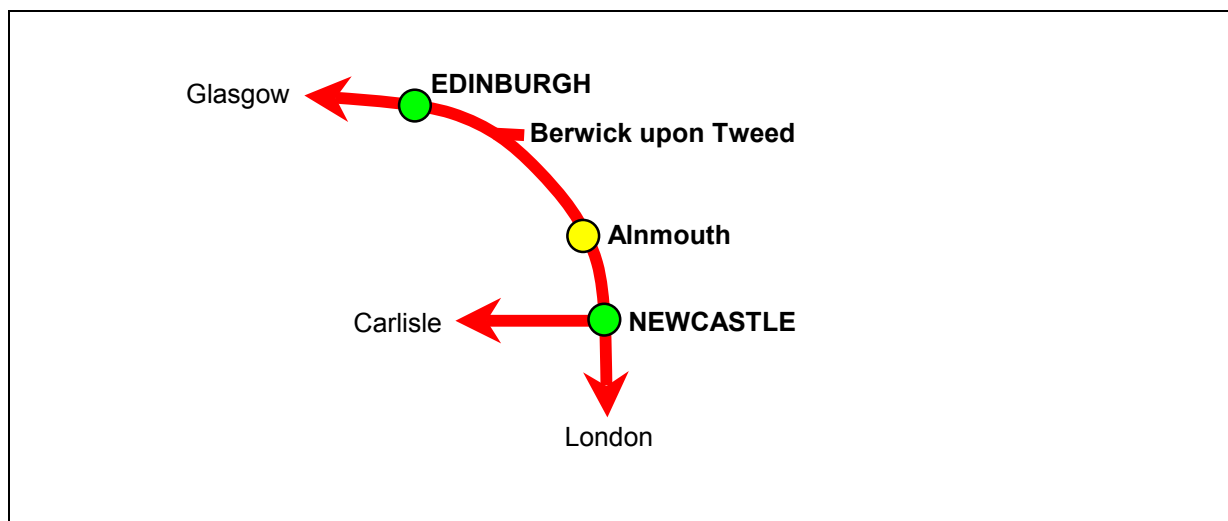 EDINBURGH
Glasgow
Berwick upon Tweed
Alnmouth
NEWCASTLE
Carlisle
London